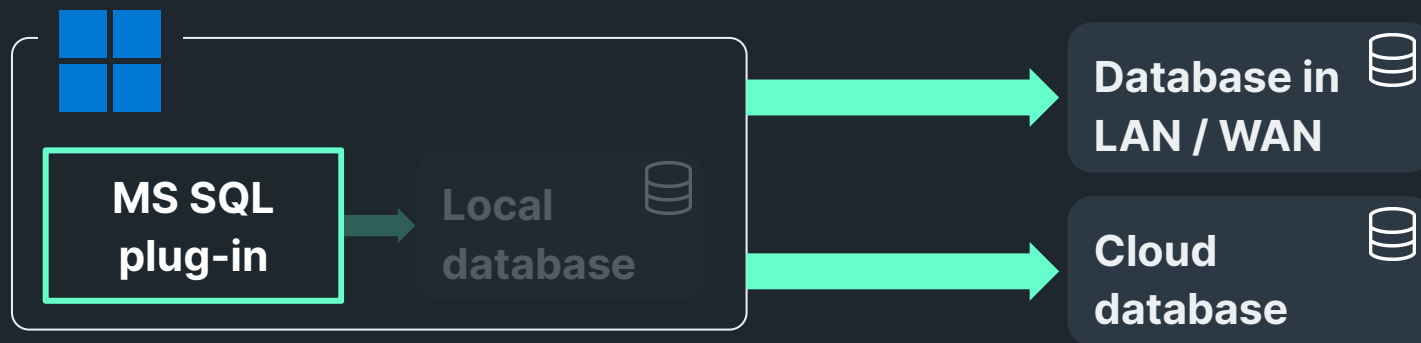 Database in
LAN / WAN
MS SQL
plug-in
Local
database
Cloud
database